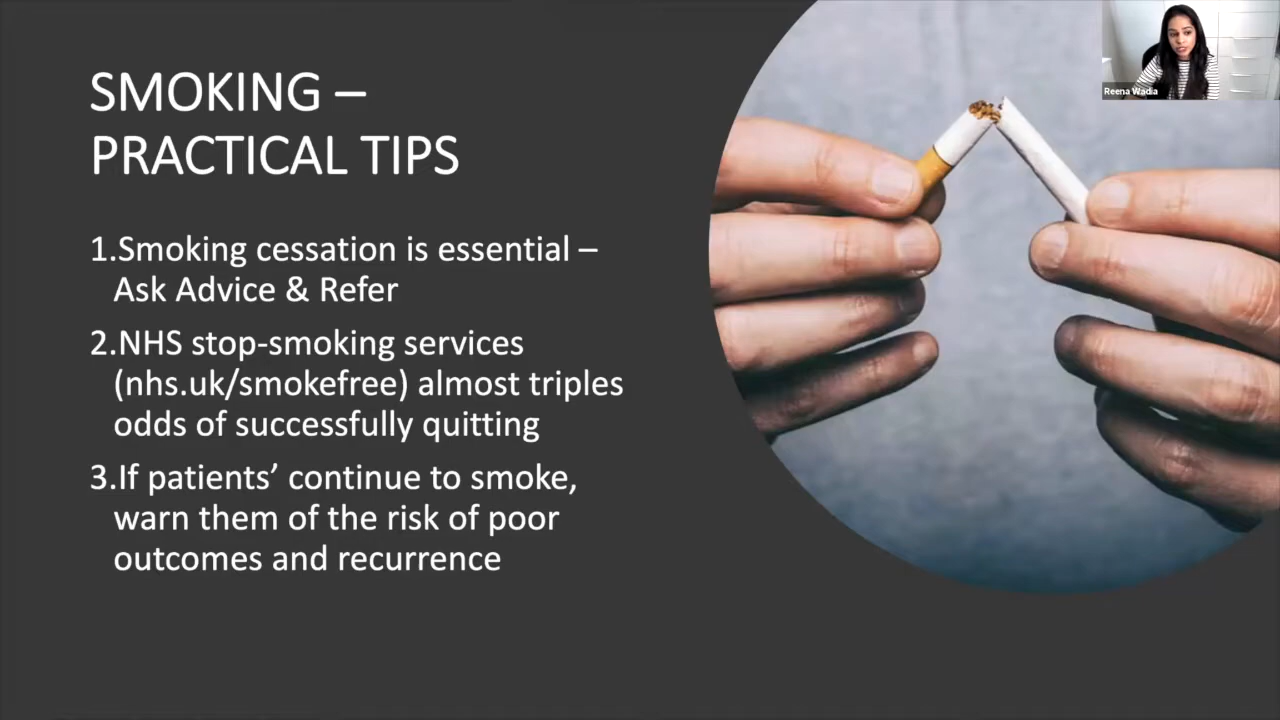 SMOKING –
PRACTICAL TIPS
1.Smoking cessation is essential –
Ask Advice & Refer
2.NHS stop-smoking services
(nhs.uk/smokefree) almost triples
odds of successfully quitting
3.If patients’ continue to smoke,
warn them of the risk of poor
outcomes and recurrence
Reena Wadia